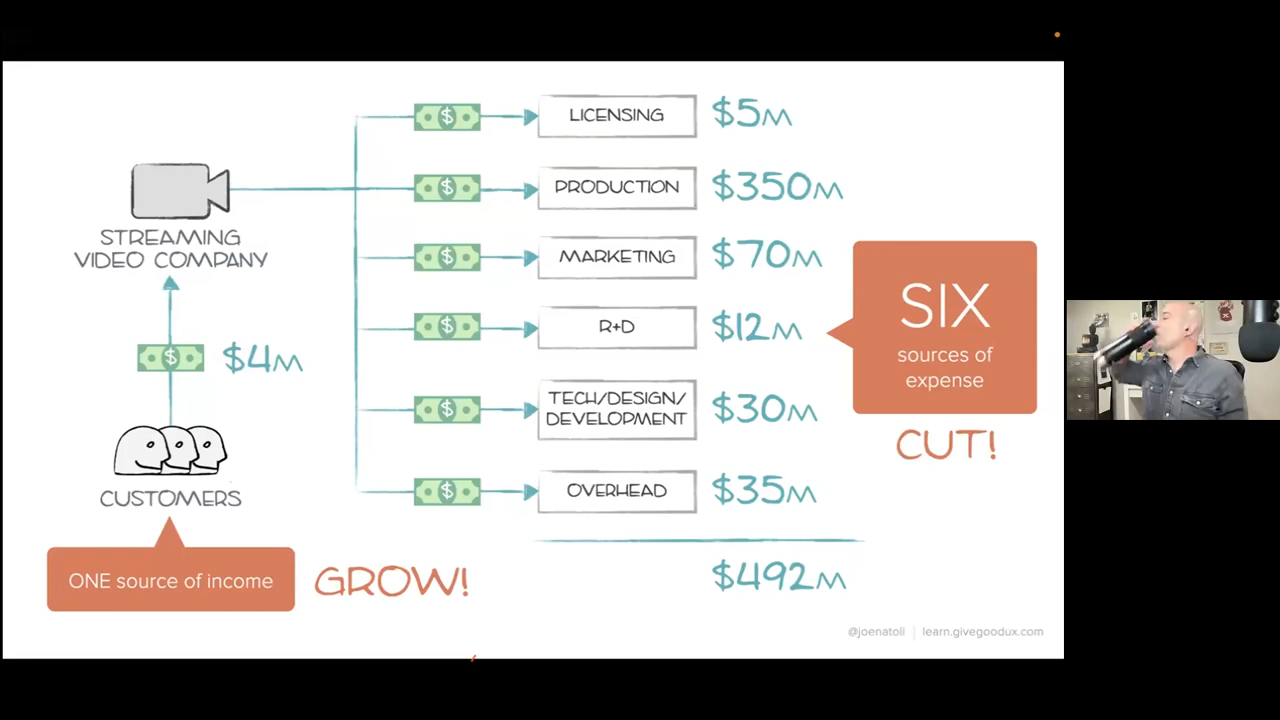 LICENSING
$5M
PRODUCTION
$350M
STREAMING
VIDEO COMPANY
MARKETING
$70M
R+D
$12M
SIX
sources of
expense
CUT!
$4M
TECH/DESIGN/
DEVELOPMENT
$30M
CUSTOMERS
OVERHEAD
$35M
ONE source of income
GROW!
$492M
@joenatoli
learn.givegoodux.com